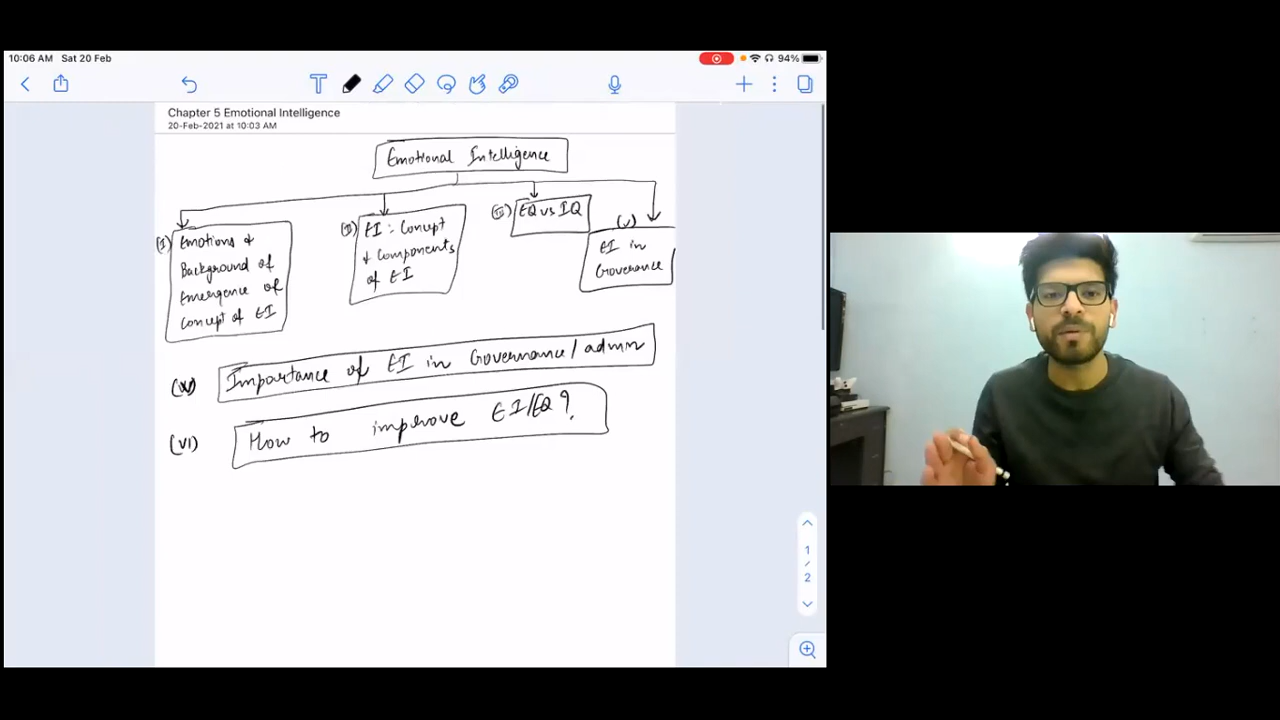 10:06 AM Sat 20 Feb
94%
Chapter 5 Emotional Intelligence
20-Feb-2021 at 10:03 AM
Emotional Intelligence
(I) Emotions &
Background of
Emergence of
Concept of EI
(II) EI : Concept
& Components
of EI
(III) EQ vs IQ
(V)
EI in
Governance
Importance of EI in Governance/admin
(VI) How to improve EI/EQ?
1
/
2